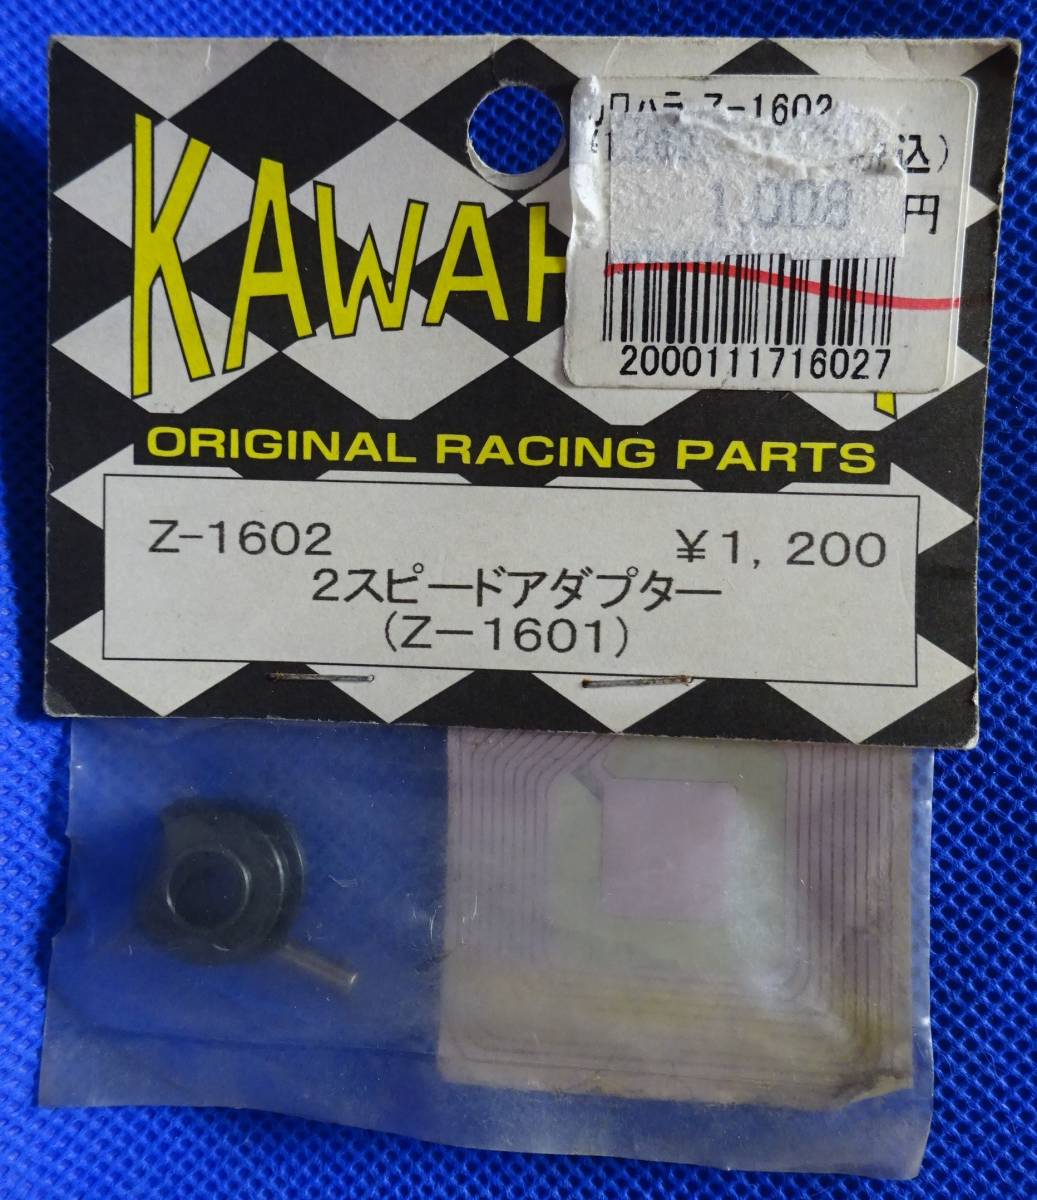 KAWAH
Z-1602
込)
1,008
円
2000111716027
ORIGINAL RACING PARTS
Z-1602 ¥1,200
2スピードアダプター
(Z-1601)